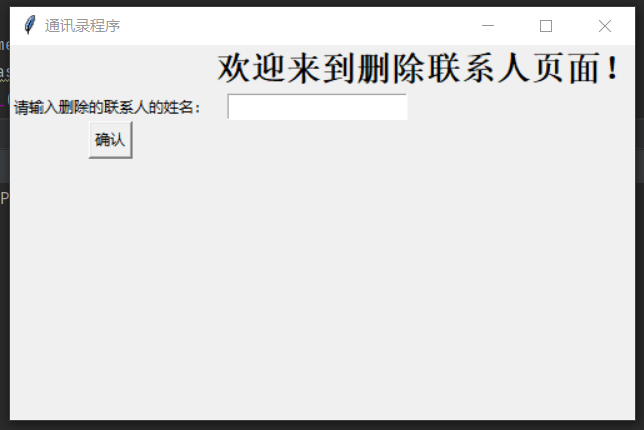 通讯录程序
欢迎来到删除联系人页面！
请输入删除的联系人的姓名：
确认